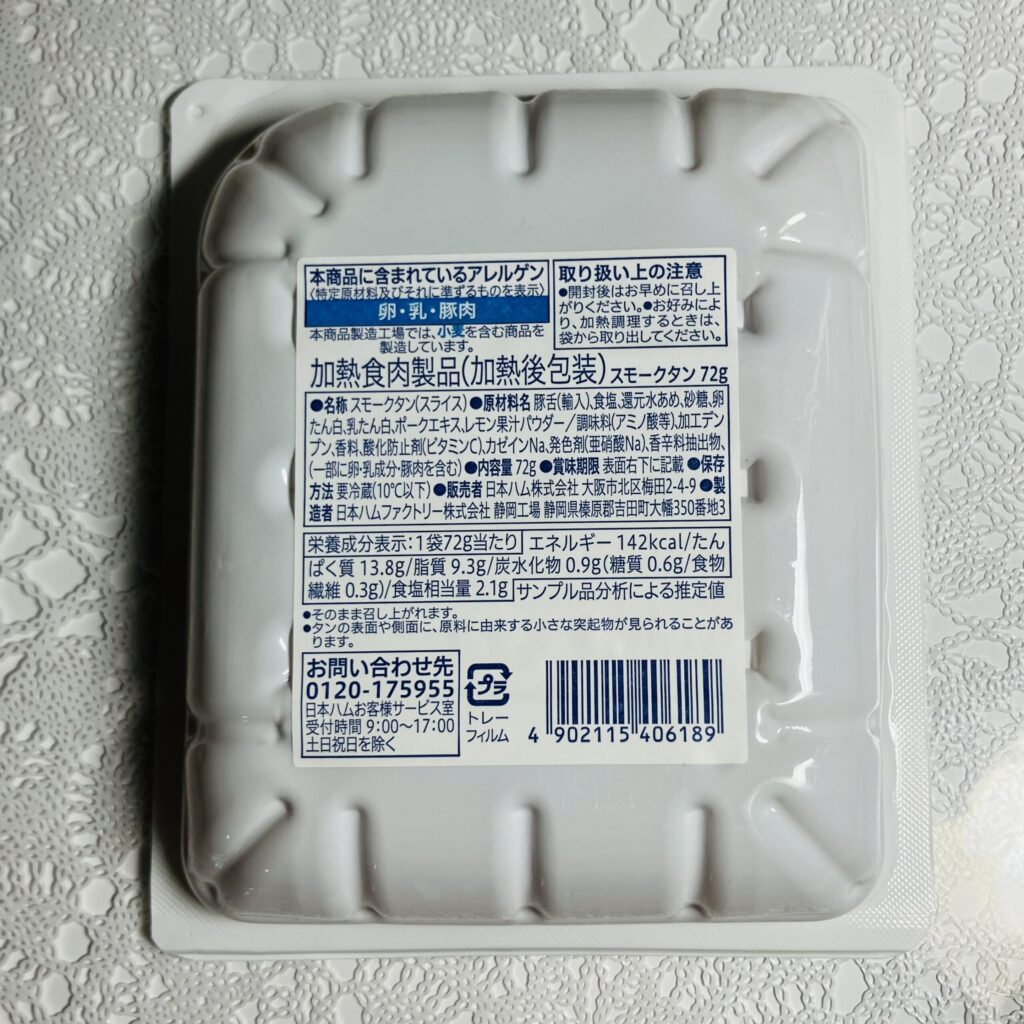 本商品に含まれているアレルゲン
〈特定原材料及びそれに準ずるものを表示〉
卵・乳・豚肉
本商品製造工場では、小麦を含む商品を
製造しています。
取り扱い上の注意
●開封後はお早めに召し上
がりください。●お好みによ
り、加熱調理するときは、
袋から取り出してください。
加熱食肉製品(加熱後包装) スモークタン 72g
●名称 スモークタン(スライス) ●原材料名 豚舌(輸入)、食塩、還元水あめ、砂糖、卵
たん白、乳たん白、ポークエキス、レモン果汁パウダー/調味料(アミノ酸等)、加工デン
プン、香料、酸化防止剤(ビタミンC)、カゼインNa、発色剤(亜硝酸Na)、香辛料抽出物、
(一部に卵・乳成分・豚肉を含む) ●内容量 72g ●賞味期限 表面右下に記載 ●保存
方法 要冷蔵(10℃以下) ●販売者 日本ハム株式会社 大阪市北区梅田2-4-9 ●製
造者 日本ハムファクトリー株式会社 静岡工場 静岡県榛原郡吉田町大幡350番地3
栄養成分表示:1袋72g当たり エネルギー 142kcal/たん
ぱく質 13.8g/脂質 9.3g/炭水化物 0.9g(糖質 0.6g/食物
繊維 0.3g)/食塩相当量 2.1g サンプル品分析による推定値
●そのまま召し上がれます。
●タンの表面や側面に、原料に由来する小さな突起物が見られることがあ
ります。
お問い合わせ先
0120-175955
日本ハムお客様サービス室
受付時間 9:00〜17:00
土日祝日を除く
プラ
トレー
フィルム
4 902115 406189